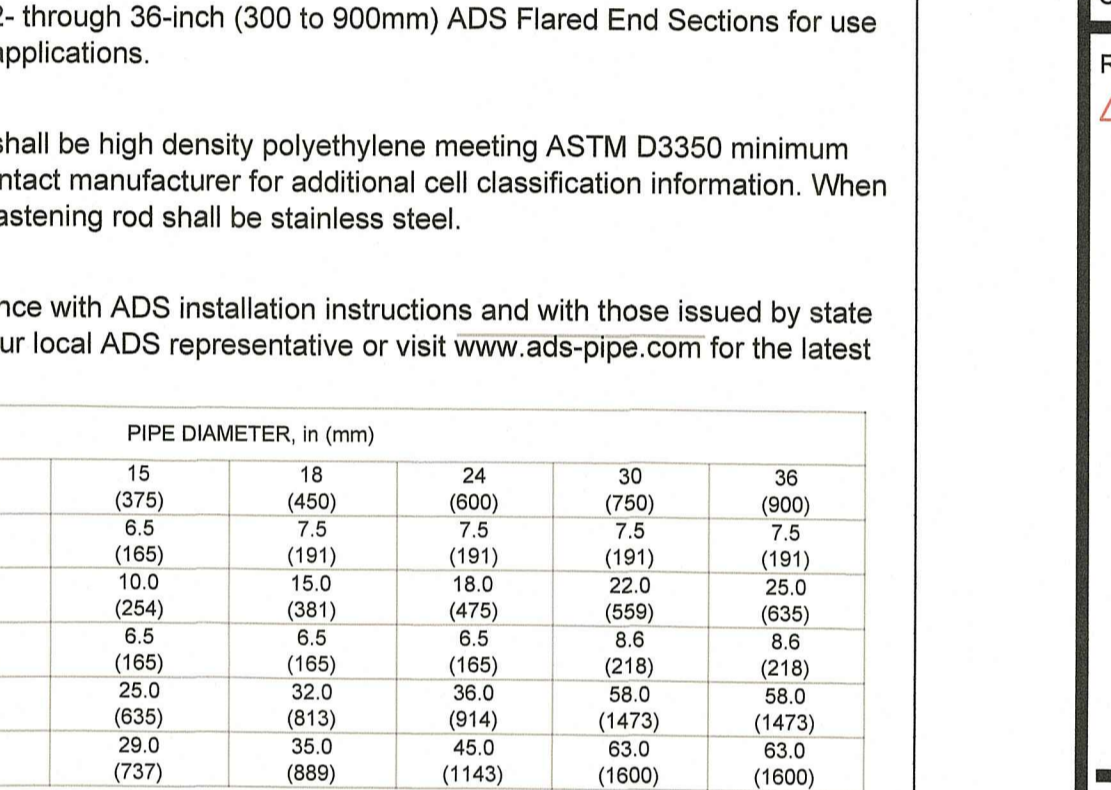 through 36-inch (300 to 900mm) ADS Flared End Sections for use
applications.
shall be high density polyethylene meeting ASTM D3350 minimum
manufacturer for additional cell classification information. When
rod shall be stainless steel.
with ADS installation instructions and with those issued by state
local ADS representative or visit www.ads-pipe.com for the latest
PIPE DIAMETER, in (mm)
15 18 24 30 36
(375) (450) (600) (750) (900)
6.5 7.5 7.5 7.5 7.5
(165) (191) (191) (191) (191)
10.0 15.0 18.0 22.0 25.0
(254) (381) (475) (559) (635)
6.5 6.5 6.5 8.6 8.6
(165) (165) (165) (218) (218)
25.0 32.0 36.0 58.0 58.0
(635) (813) (914) (1473) (1473)
29.0 35.0 45.0 63.0 63.0
(737) (889) (1143) (1600) (1600)